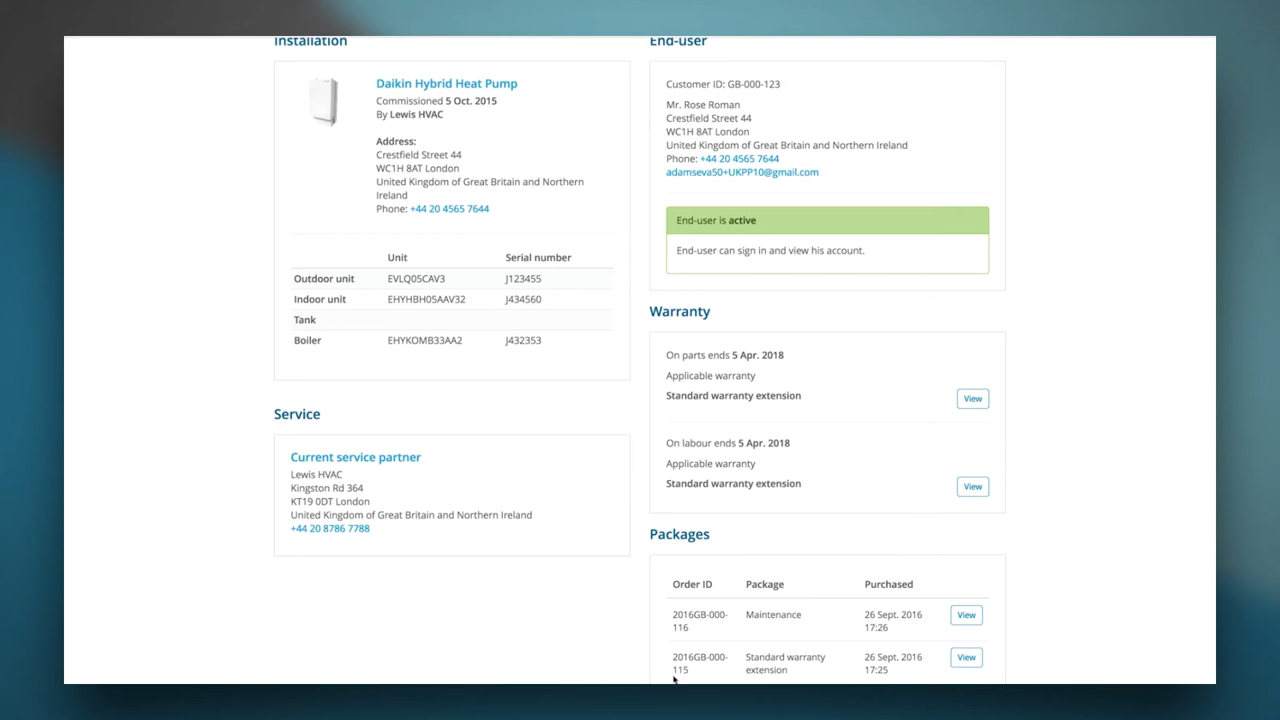 Installation
Daikin Hybrid Heat Pump
Commissioned 5 Oct. 2015
By Lewis HVAC
Address:
Crestfield Street 44
WC1H 8AT London
United Kingdom of Great Britain and Northern
Ireland
Phone: +44 20 4565 7644
Unit Serial number
Outdoor unit EVLQ05CAV3 J123455
Indoor unit EHYHBH05AAV32 J434560
Tank
Boiler EHYKOMB33AA2 J432353
Service
Current service partner
Lewis HVAC
Kingston Rd 364
KT19 0DT London
United Kingdom of Great Britain and Northern Ireland
+44 20 8786 7788
End-user
Customer ID: GB-000-123
Mr. Rose Roman
Crestfield Street 44
WC1H 8AT London
United Kingdom of Great Britain and Northern Ireland
Phone: +44 20 4565 7644
adamseva50+UKPP10@gmail.com
End-user is active
End-user can sign in and view his account.
Warranty
On parts ends 5 Apr. 2018
Applicable warranty
Standard warranty extension
View
On labour ends 5 Apr. 2018
Applicable warranty
Standard warranty extension
View
Packages
Order ID Package Purchased
2016GB-000- Maintenance 26 Sept. 2016 View
116 17:26
2016GB-000- Standard warranty 26 Sept. 2016 View
115 extension 17:25